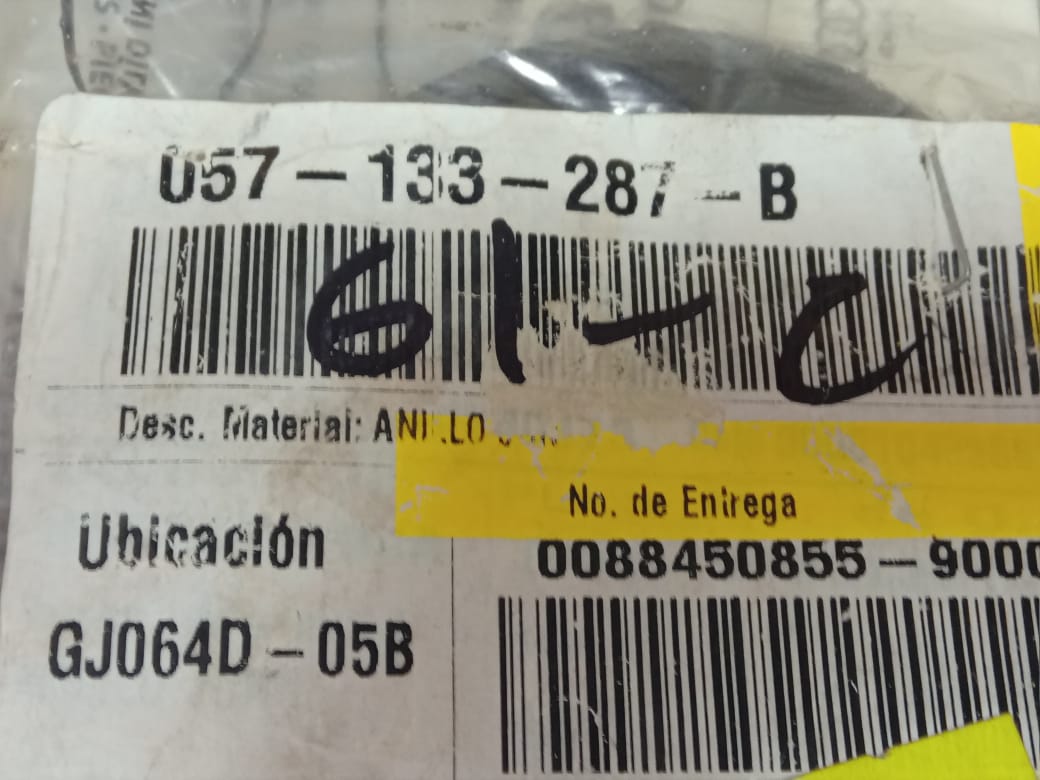 057-133-287-B
61-C
Desc. Material: ANILLO
No. de Entrega
Ubicación
0088450855-9000
GJ064D-05B